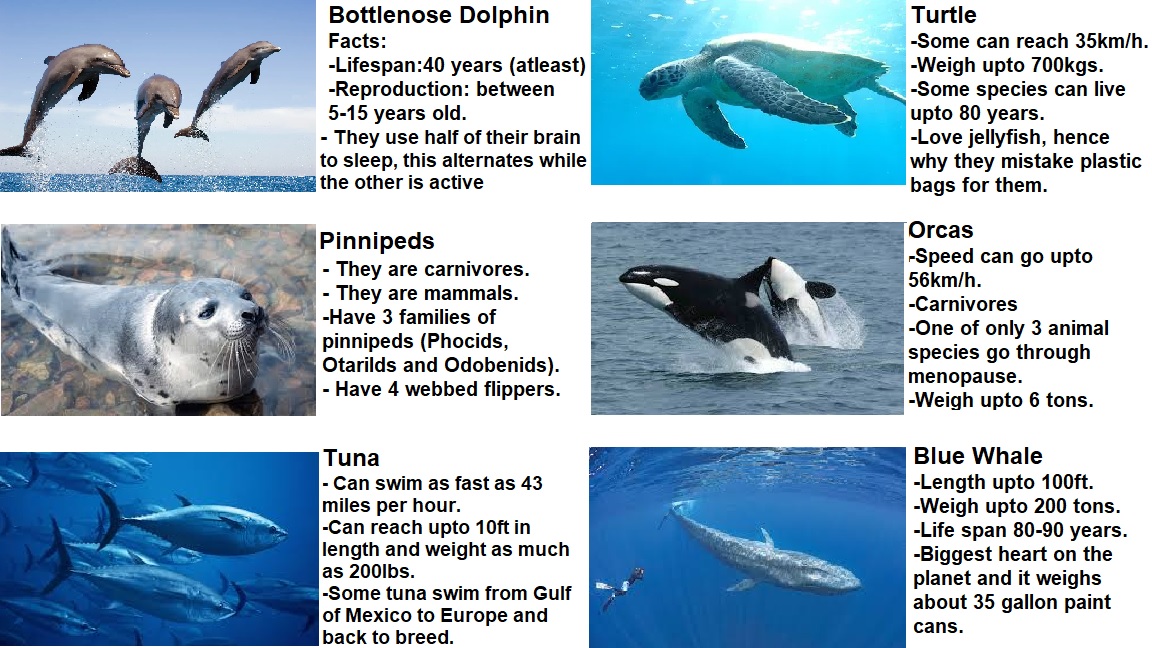 Bottlenose Dolphin
Facts:
-Lifespan:40 years (atleast)
-Reproduction: between
5-15 years old.
- They use half of their brain
to sleep, this alternates while
the other is active
Turtle
-Some can reach 35km/h.
-Weigh upto 700kgs.
-Some species can live
upto 80 years.
-Love jellyfish, hence
why they mistake plastic
bags for them.
Pinnipeds
- They are carnivores.
- They are mammals.
-Have 3 families of
pinnipeds (Phocids,
Otarilds and Odobenids).
- Have 4 webbed flippers.
Orcas
-Speed can go upto
56km/h.
-Carnivores
-One of only 3 animal
species go through
menopause.
-Weigh upto 6 tons.
Tuna
- Can swim as fast as 43
miles per hour.
-Can reach upto 10ft in
length and weight as much
as 200lbs.
-Some tuna swim from Gulf
of Mexico to Europe and
back to breed.
Blue Whale
-Length upto 100ft.
-Weigh upto 200 tons.
-Life span 80-90 years.
-Biggest heart on the
planet and it weighs
about 35 gallon paint
cans.